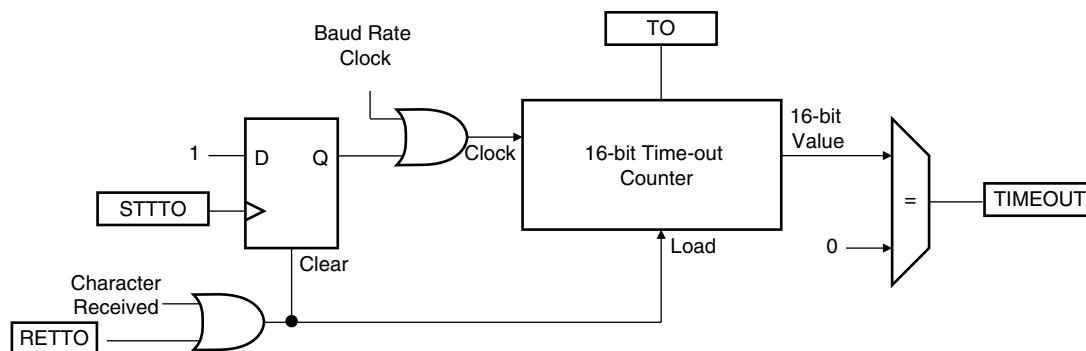 TO
Baud Rate
Clock
16-bit
Value
1
D
Q
Clock
16-bit Time-out
Counter
STTTO
=
TIMEOUT
0
Clear
Load
Character
Received
RETTO